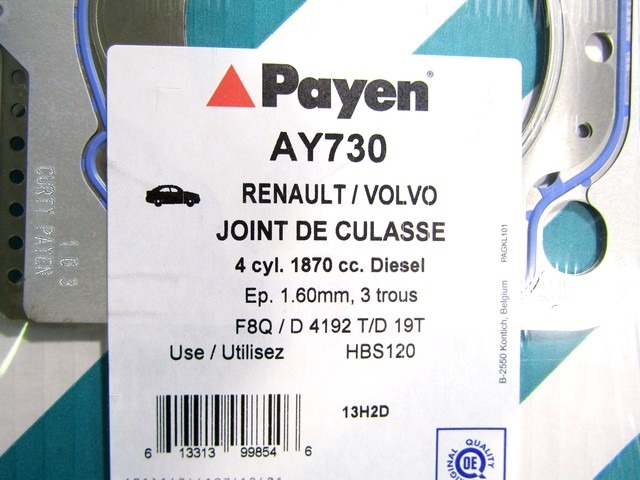 Payen®
AY730
RENAULT / VOLVO
JOINT DE CULASSE
4 cyl. 1870 cc. Diesel
Ep. 1.60mm, 3 trous
F8Q / D 4192 T/D 19T
Use / Utilisez HBS120
13H2D
6 13313 99854 6
B-2550 Kontich, Belgium PAGKL101
ORIGINAL QUALITY
OE
CURTY PAYEN